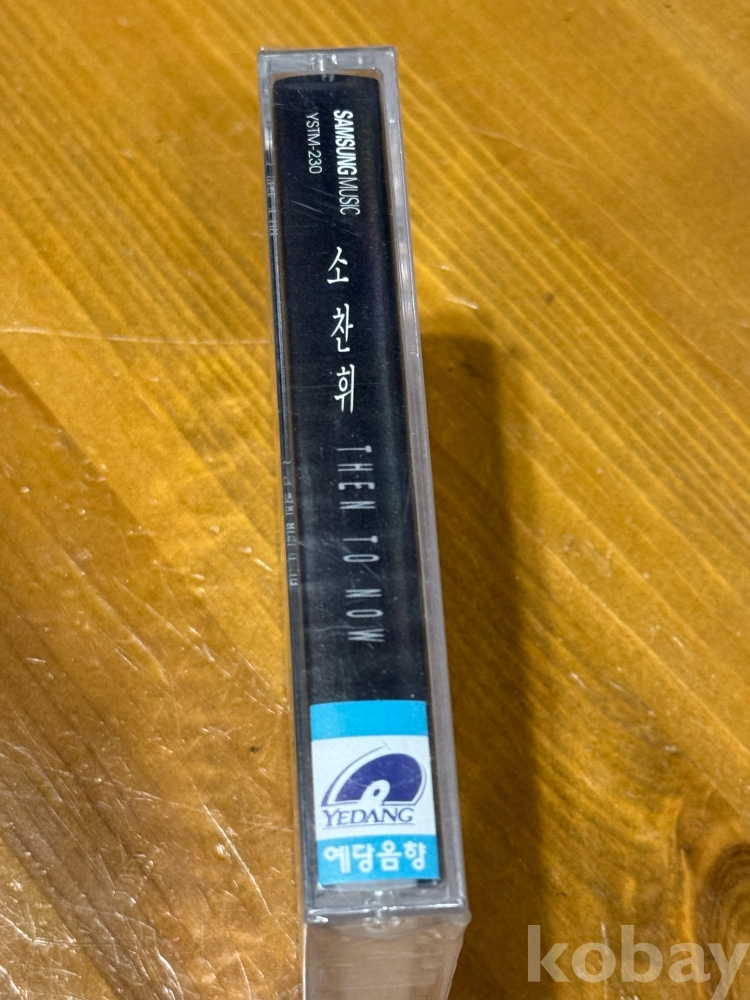 SAMSUNG MUSIC
YSTM-230
소찬휘
THEN TO NOW
YEDANG
예당음향
kobay